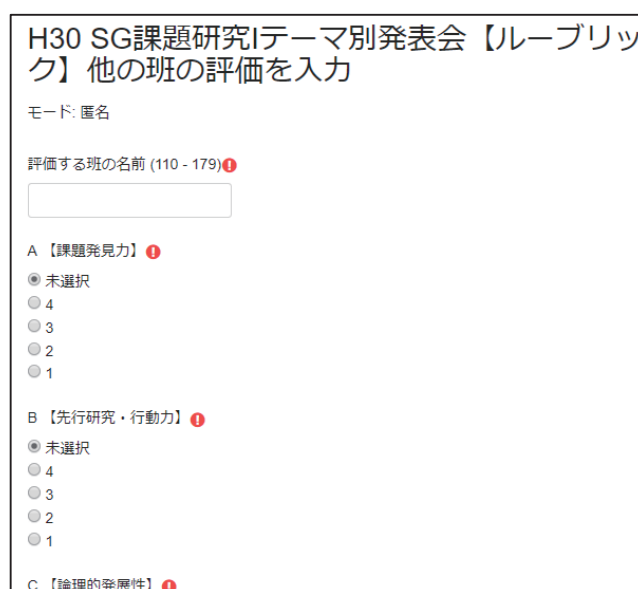 H30 SG課題研究Iテーマ別発表会【ルーブリッ
ク】他の班の評価を入力
モード: 匿名
評価する班の名前 (110 - 179)
A 【課題発見力】
未選択
4
3
2
1
B 【先行研究・行動力】
未選択
4
3
2
1
C 【論理的発展性】